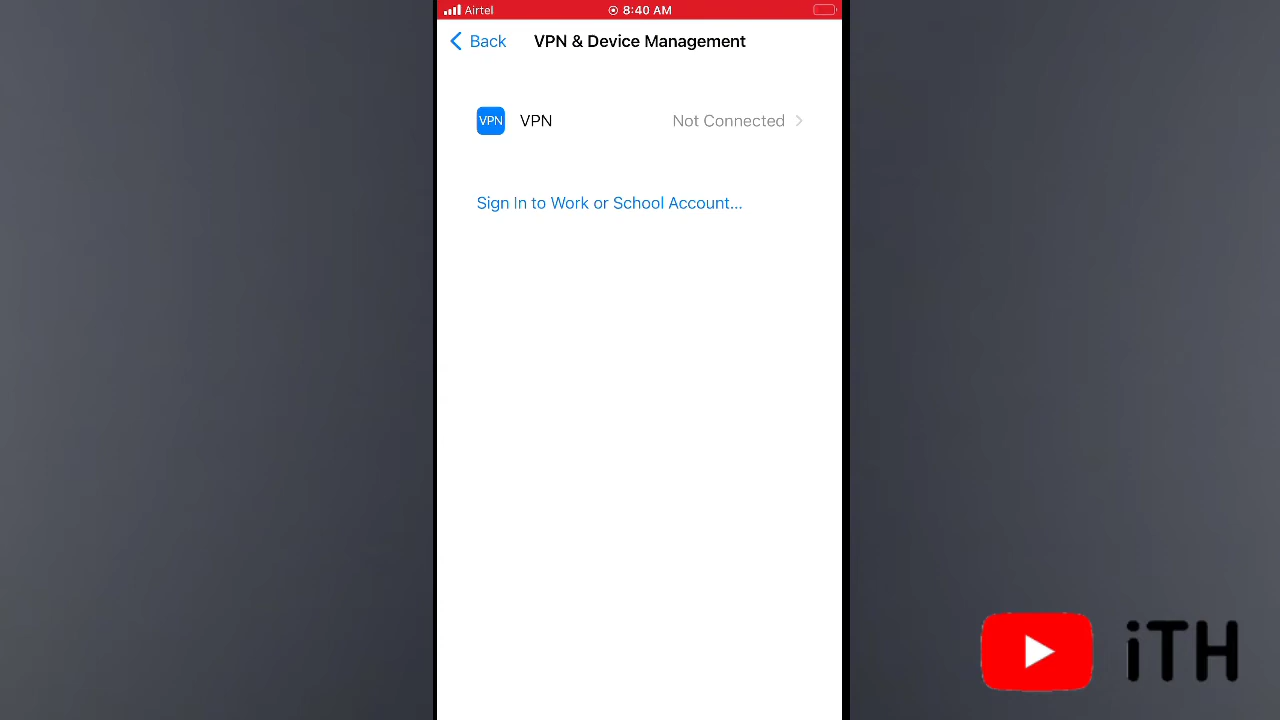 Airtel 8:40 AM
Back VPN & Device Management
VPN VPN Not Connected
Sign In to Work or School Account...
iTH